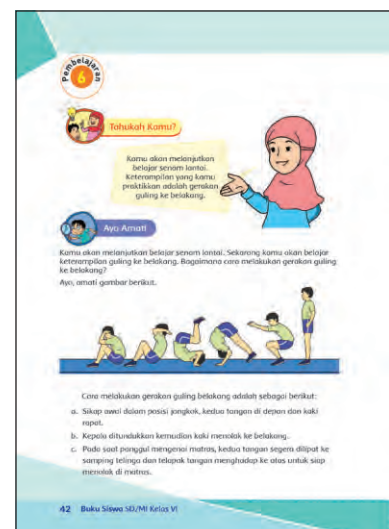 Pembelajaran
6
Tahukah Kamu?
Kamu akan melanjutkan
belajar senam lantai.
Keterampilan yang kamu
praktikkan adalah gerakan
guling ke belakang.
Ayo Amati
Kamu akan melanjutkan belajar senam lantai. Sekarang kamu akan belajar
keterampilan guling ke belakang. Bagaimana cara melakukan gerakan guling
ke belakang?
Ayo, amati gambar berikut.
Cara melakukan gerakan guling belakang adalah sebagai berikut:
a. Sikap awal dalam posisi jongkok, kedua tangan di depan dan kaki
rapat.
b. Kepala ditundukkan kemudian kaki menolak ke belakang.
c. Pada saat panggul mengenai matras, kedua tangan segera dilipat ke
samping telinga dan telapak tangan menghadap ke atas untuk siap
menolak di matras.
42 Buku Siswa SD/MI Kelas VI